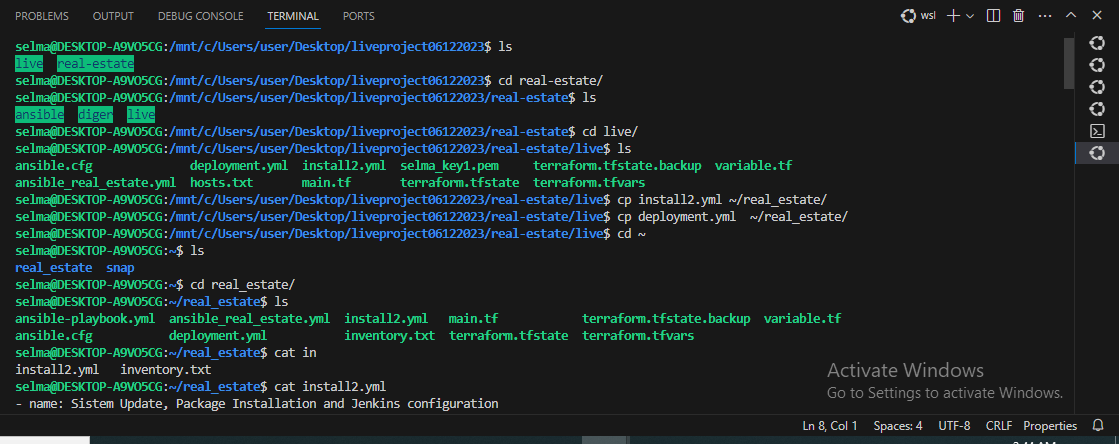 PROBLEMS OUTPUT DEBUG CONSOLE TERMINAL PORTS wsl
selma@DESKTOP-A9VO5CG:/mnt/c/Users/user/Desktop/liveproject06122023$ ls
live real-estate
selma@DESKTOP-A9VO5CG:/mnt/c/Users/user/Desktop/liveproject06122023$ cd real-estate/
selma@DESKTOP-A9VO5CG:/mnt/c/Users/user/Desktop/liveproject06122023/real-estate$ ls
ansible diger live
selma@DESKTOP-A9VO5CG:/mnt/c/Users/user/Desktop/liveproject06122023/real-estate$ cd live/
selma@DESKTOP-A9VO5CG:/mnt/c/Users/user/Desktop/liveproject06122023/real-estate/live$ ls
ansible.cfg deployment.yml install2.yml selma_key1.pem terraform.tfstate.backup variable.tf
ansible_real_estate.yml hosts.txt main.tf terraform.tfstate terraform.tfvars
selma@DESKTOP-A9VO5CG:/mnt/c/Users/user/Desktop/liveproject06122023/real-estate/live$ cp install2.yml ~/real_estate/
selma@DESKTOP-A9VO5CG:/mnt/c/Users/user/Desktop/liveproject06122023/real-estate/live$ cp deployment.yml ~/real_estate/
selma@DESKTOP-A9VO5CG:/mnt/c/Users/user/Desktop/liveproject06122023/real-estate/live$ cd ~
selma@DESKTOP-A9VO5CG:~$ ls
real_estate snap
selma@DESKTOP-A9VO5CG:~$ cd real_estate/
selma@DESKTOP-A9VO5CG:~/real_estate$ ls
ansible-playbook.yml ansible_real_estate.yml install2.yml main.tf terraform.tfstate.backup variable.tf
ansible.cfg deployment.yml inventory.txt terraform.tfstate terraform.tfvars
selma@DESKTOP-A9VO5CG:~/real_estate$ cat in
install2.yml inventory.txt
selma@DESKTOP-A9VO5CG:~/real_estate$ cat install2.yml
- name: Sistem Update, Package Installation and Jenkins configuration
Activate Windows
Go to Settings to activate Windows.
Ln 8, Col 1 Spaces: 4 UTF-8 CRLF Properties